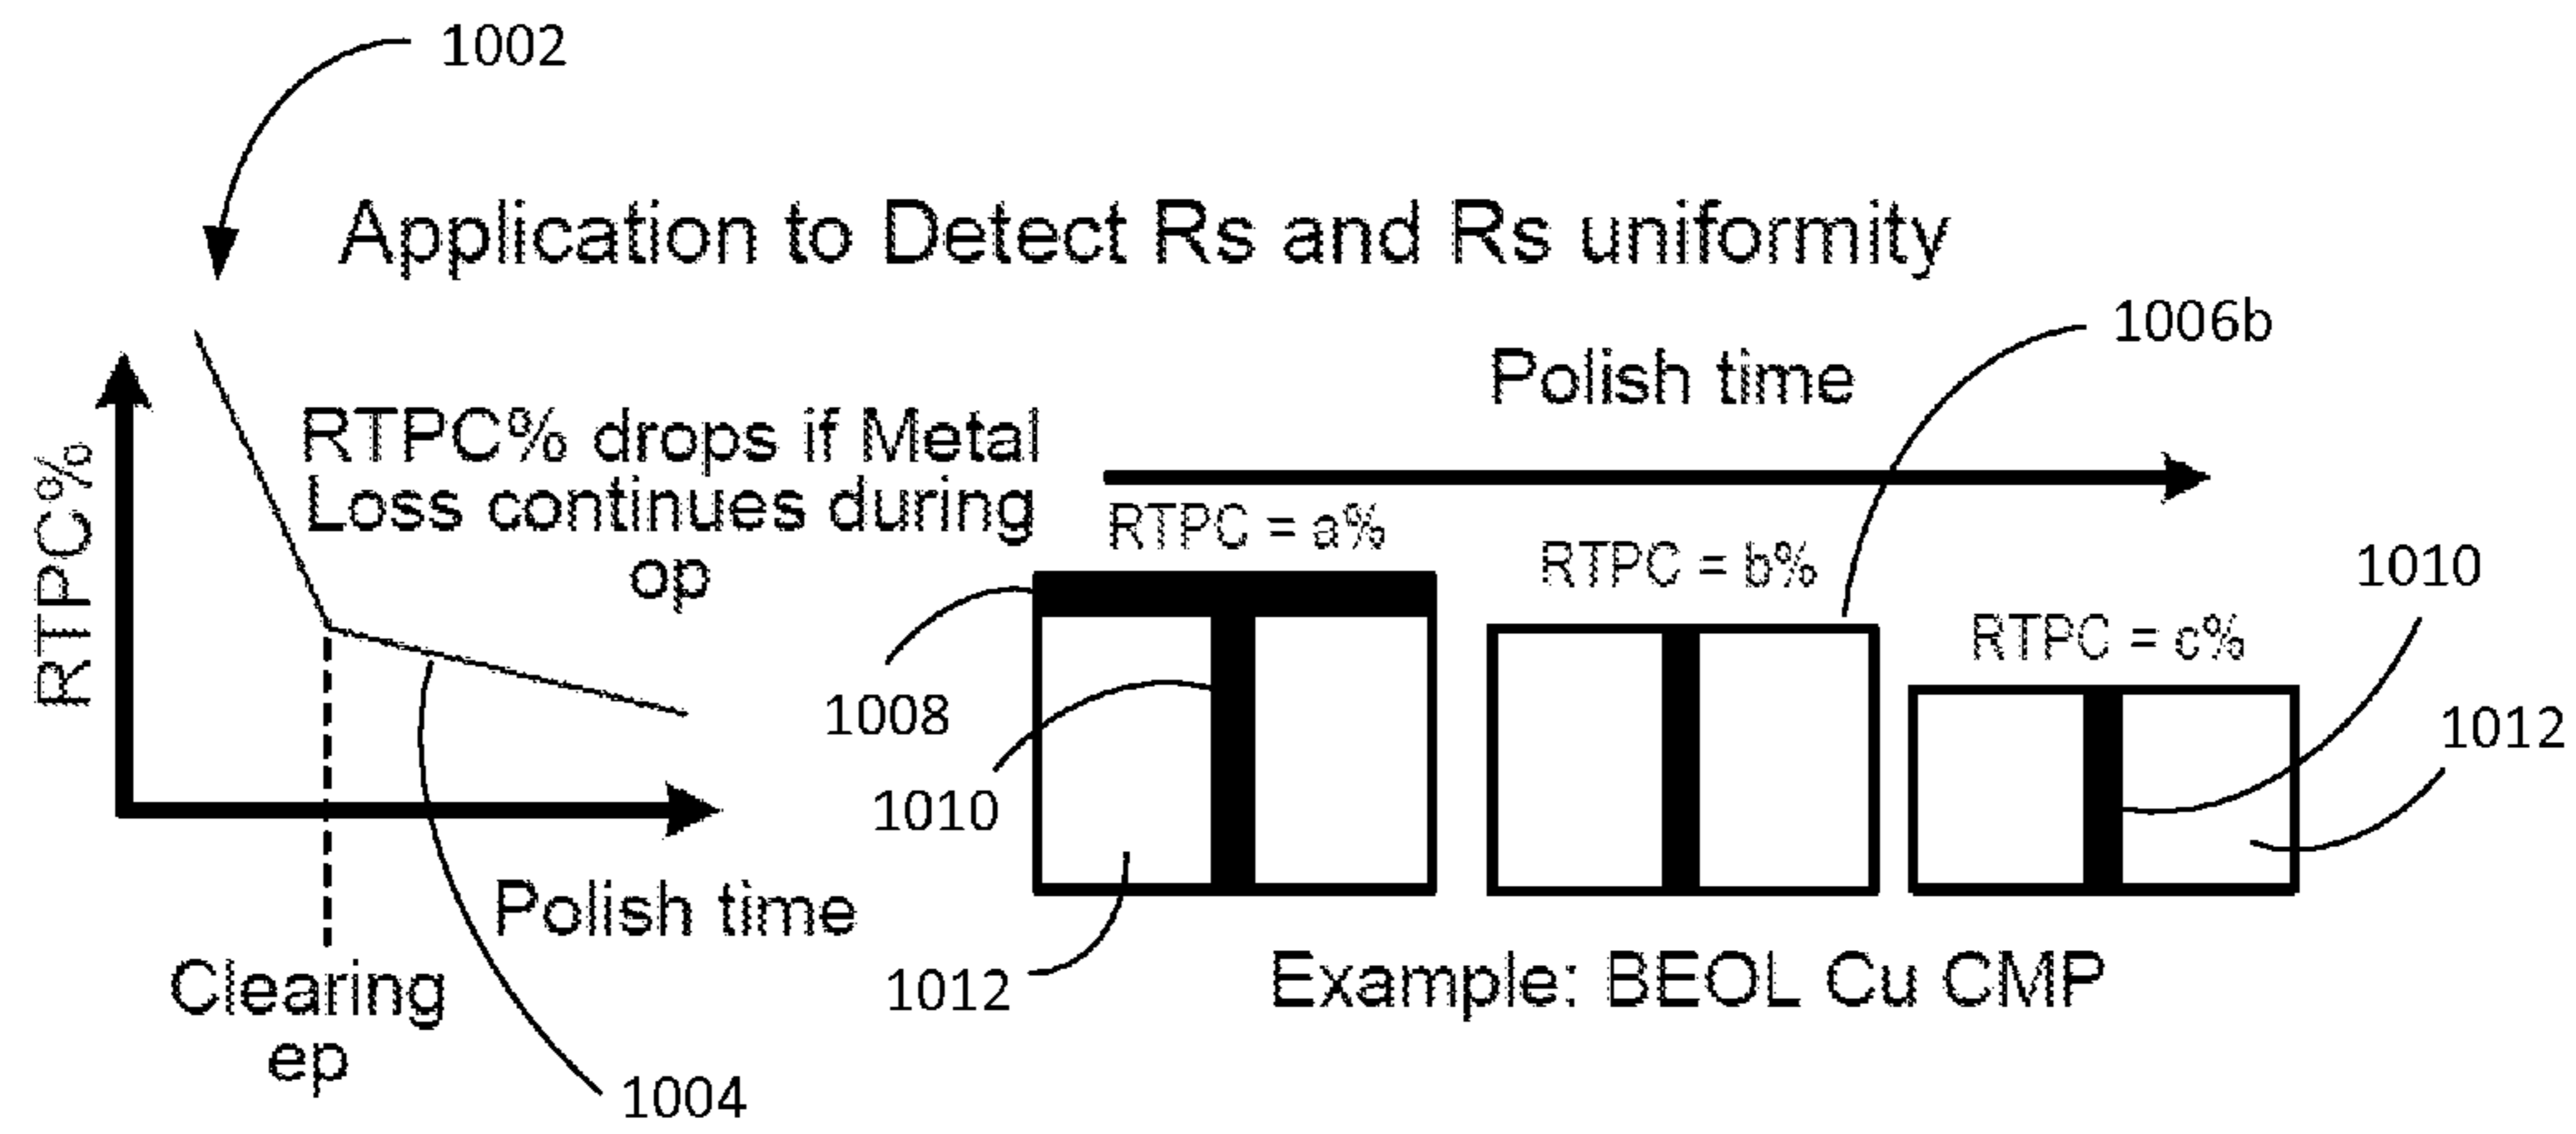 1002
Application to Detect Rs and Rs uniformity
1006b
Polish time
RTPC%
RTPC% drops if Metal
Loss continues during
op
RTPC = a%
RTPC = b%
RTPC = c%
1010
1008
1010
1012
1012
Polish time
Clearing
ep
1004
Example: BEOL Cu CMP